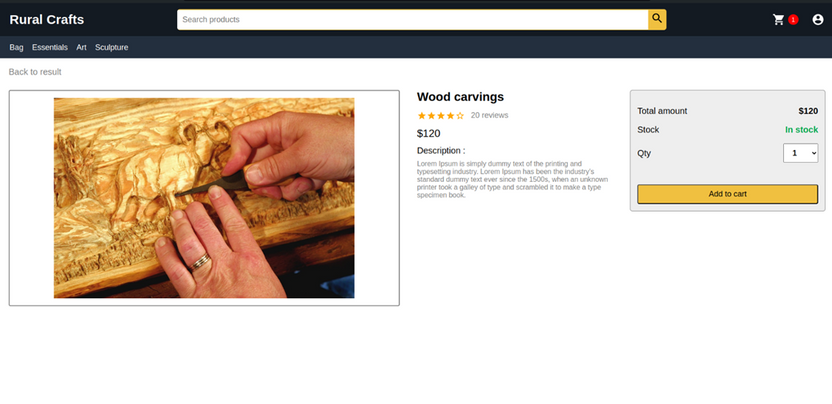 Rural Crafts
Search products
1
Bag Essentials Art Sculpture
Back to result
Wood carvings
20 reviews
$120
Description :
Lorem Ipsum is simply dummy text of the printing and
typesetting industry. Lorem Ipsum has been the industry's
standard dummy text ever since the 1500s, when an unknown
printer took a galley of type and scrambled it to make a type
specimen book.
Total amount $120
Stock In stock
Qty 1
Add to cart